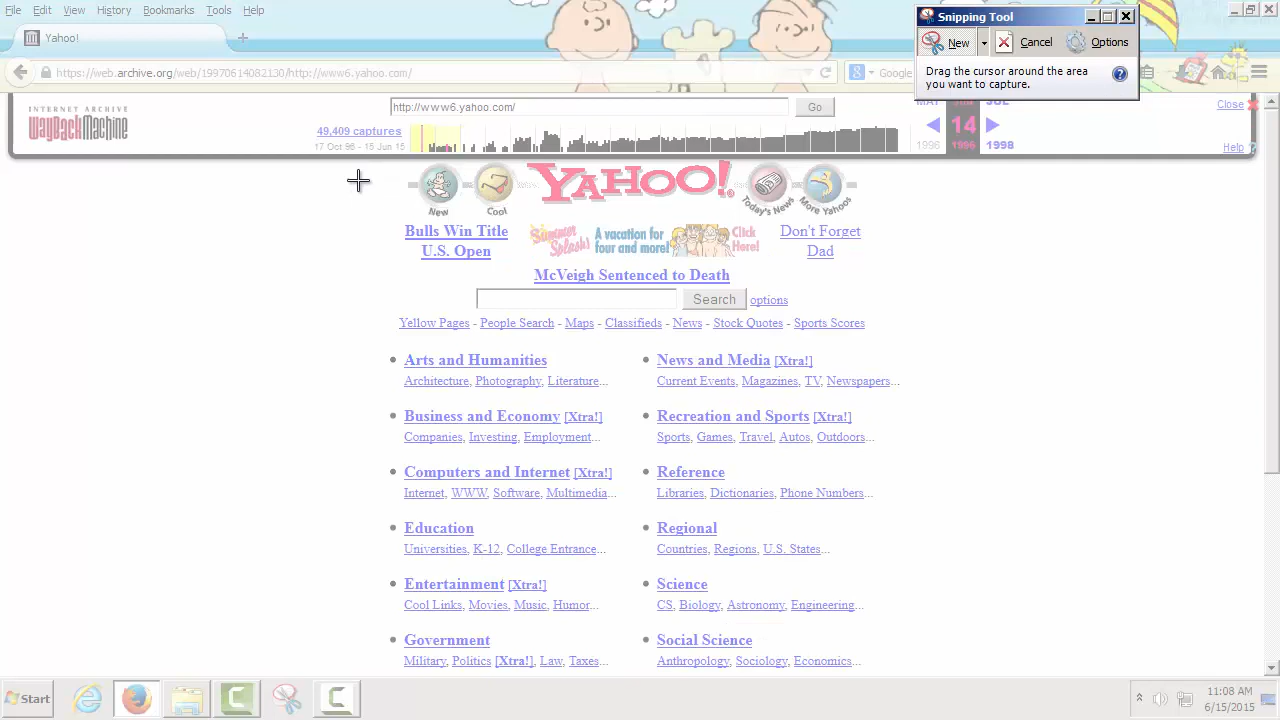 File Edit View History Bookmarks Tools Help
Snipping Tool
Yahoo!
New Cancel Options
https://web.archive.org/web/19970614082130/http://www6.yahoo.com/
Google
Drag the cursor around the area
you want to capture.
INTERNET ARCHIVE
WayBackMachine
http://www6.yahoo.com/ Go
JUL
Close
49,409 captures
17 Oct 96 - 15 Jun 15
14
1996 1996 1998
Help
YAHOO!
New Cool Today's News More Yahoos
Bulls Win Title
U.S. Open
Summer Splash! A vacation for four and more! Click Here!
Don't Forget
Dad
McVeigh Sentenced to Death
Search options
Yellow Pages - People Search - Maps - Classifieds - News - Stock Quotes - Sports Scores
Arts and Humanities
Architecture, Photography, Literature...
News and Media [Xtra!]
Current Events, Magazines, TV, Newspapers...
Business and Economy [Xtra!]
Companies, Investing, Employment...
Recreation and Sports [Xtra!]
Sports, Games, Travel, Autos, Outdoors...
Computers and Internet [Xtra!]
Internet, WWW, Software, Multimedia...
Reference
Libraries, Dictionaries, Phone Numbers...
Education
Universities, K-12, College Entrance...
Regional
Countries, Regions, U.S. States...
Entertainment [Xtra!]
Cool Links, Movies, Music, Humor...
Science
CS, Biology, Astronomy, Engineering...
Government
Military, Politics [Xtra!], Law, Taxes...
Social Science
Anthropology, Sociology, Economics...
Start
11:08 AM
6/15/2015